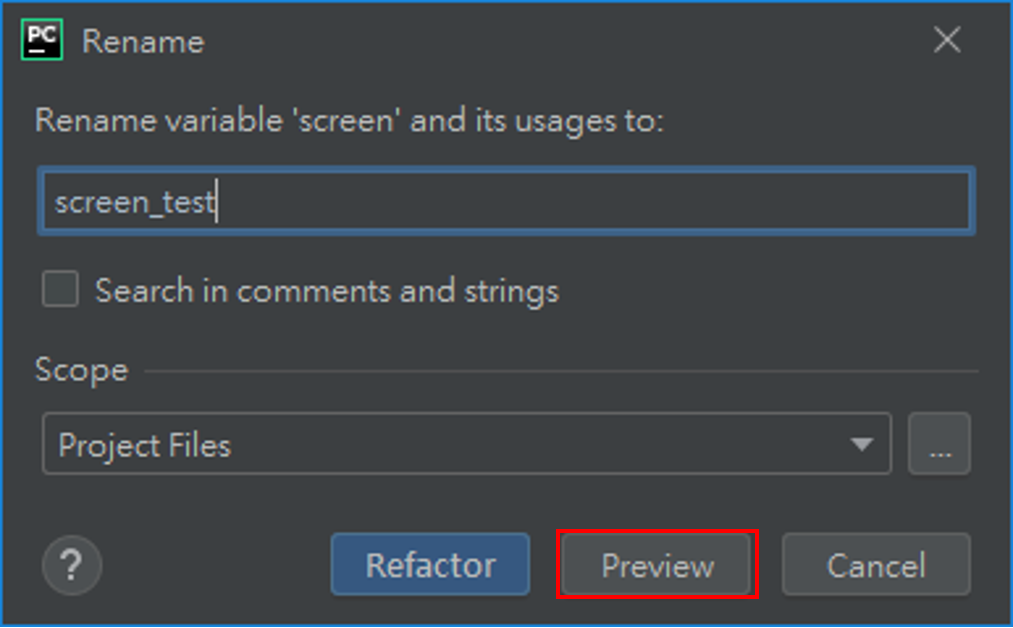 PC Rename
Rename variable 'screen' and its usages to:
screen_test
Search in comments and strings
Scope
Project Files ...
? Refactor Preview Cancel